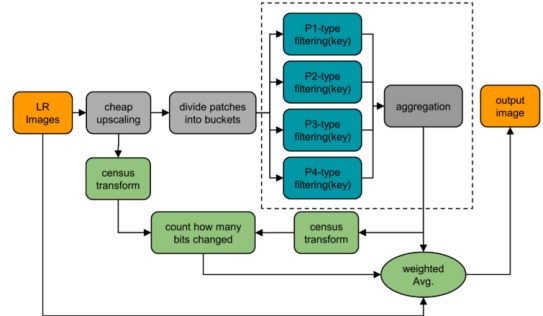 P1-type
filtering(key)
P2-type
filtering(key)
LR
Images
cheap
upscaling
divide patches
into buckets
aggregation
output
image
P3-type
filtering(key)
P4-type
filtering(key)
census
transform
count how many
bits changed
census
transform
weighted
Avg.